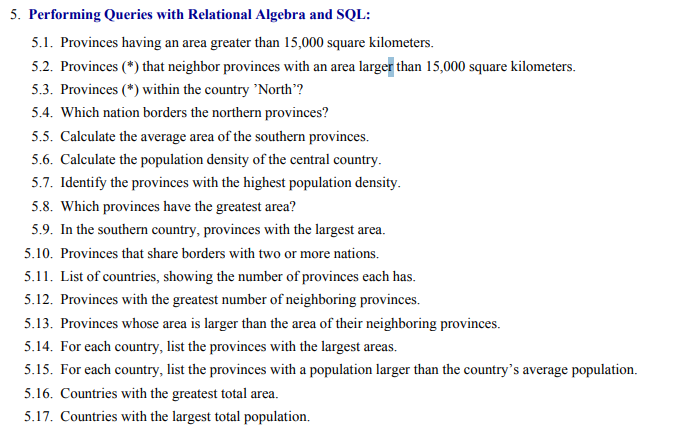 5. Performing Queries with Relational Algebra and SQL:
5.1. Provinces having an area greater than 15,000 square kilometers.
5.2. Provinces (*) that neighbor provinces with an area larger than 15,000 square kilometers.
5.3. Provinces (*) within the country ’North’?
5.4. Which nation borders the northern provinces?
5.5. Calculate the average area of the southern provinces.
5.6. Calculate the population density of the central country.
5.7. Identify the provinces with the highest population density.
5.8. Which provinces have the greatest area?
5.9. In the southern country, provinces with the largest area.
5.10. Provinces that share borders with two or more nations.
5.11. List of countries, showing the number of provinces each has.
5.12. Provinces with the greatest number of neighboring provinces.
5.13. Provinces whose area is larger than the area of their neighboring provinces.
5.14. For each country, list the provinces with the largest areas.
5.15. For each country, list the provinces with a population larger than the country’s average population.
5.16. Countries with the greatest total area.
5.17. Countries with the largest total population.